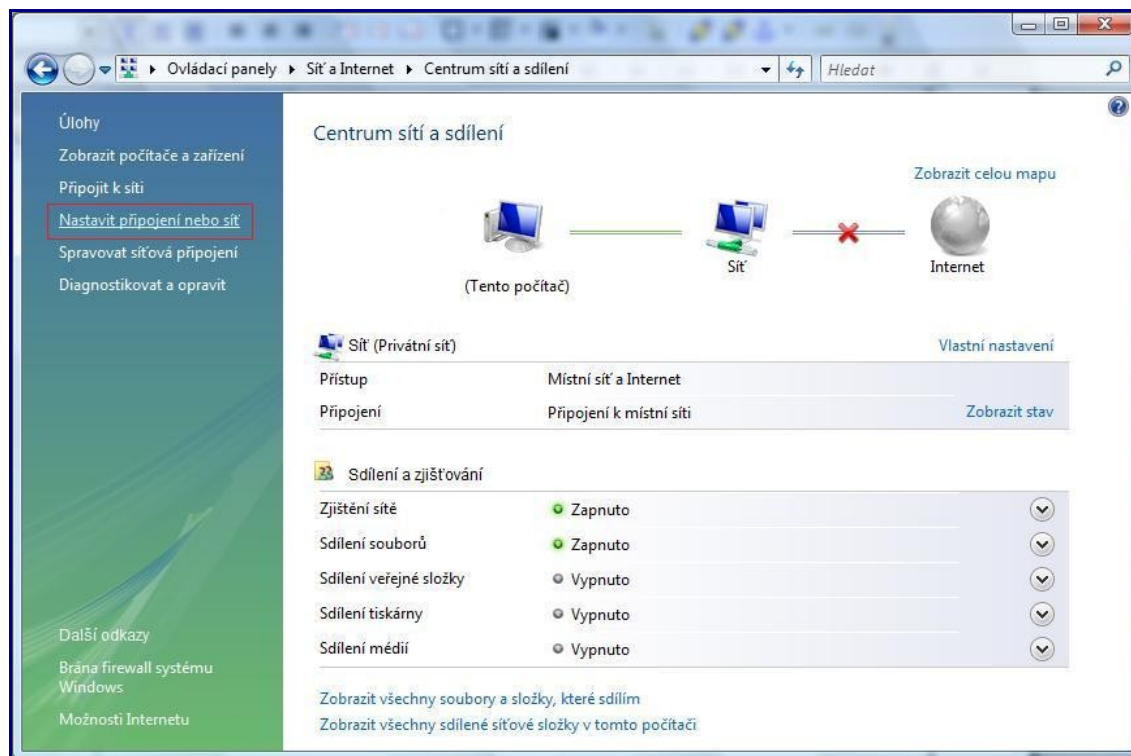 Ovládací panely ▸ Síť a Internet ▸ Centrum sítí a sdílení
Hledat
Úlohy
Zobrazit počítače a zařízení
Připojit k síti
Nastavit připojení nebo síť
Spravovat síťová připojení
Diagnostikovat a opravit
Další odkazy
Brána firewall systému
Windows
Možnosti Internetu
Centrum sítí a sdílení
Zobrazit celou mapu
(Tento počítač)
Síť
Internet
Síť (Privátní síť)
Vlastní nastavení
Přístup Místní síť a Internet
Připojení Připojení k místní síti Zobrazit stav
Sdílení a zjišťování
Zjištění sítě Zapnuto
Sdílení souborů Zapnuto
Sdílení veřejné složky Vypnuto
Sdílení tiskárny Vypnuto
Sdílení médií Vypnuto
Zobrazit všechny soubory a složky, které sdílím
Zobrazit všechny sdílené síťové složky v tomto počítači